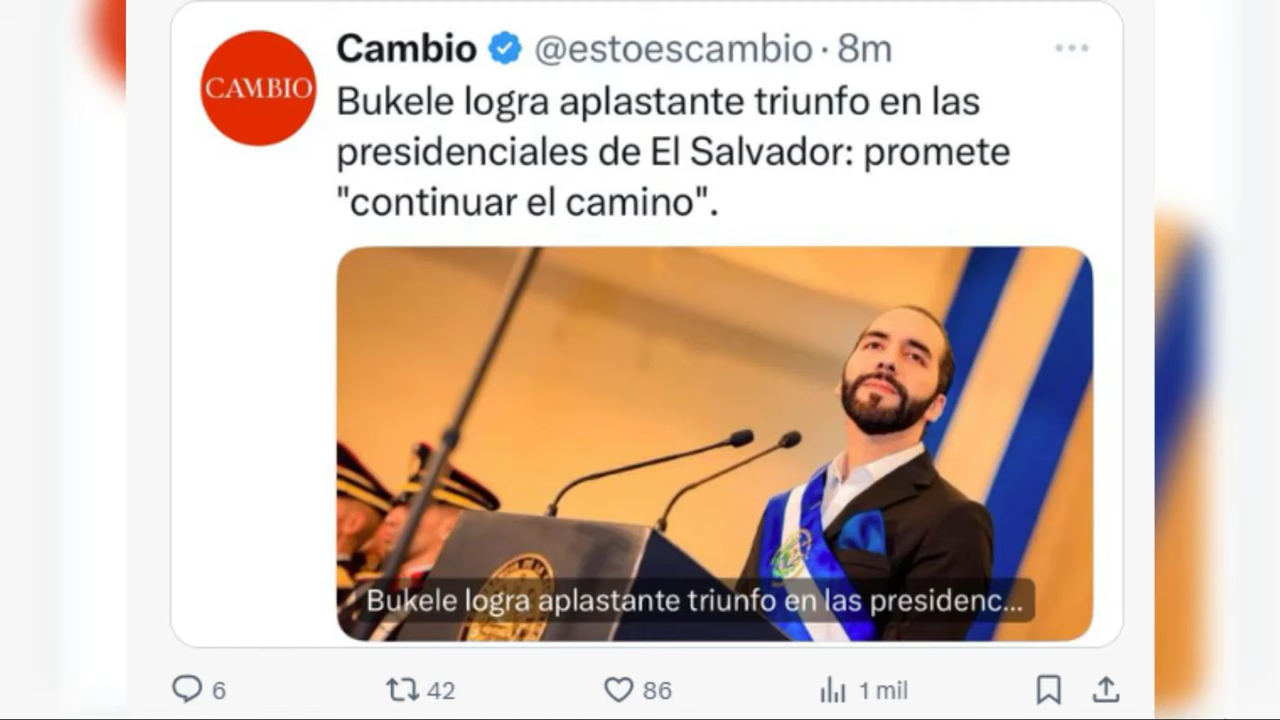 CAMBIO
Cambio @estoescambio · 8m
Bukele logra aplastante triunfo en las
presidenciales de El Salvador: promete
"continuar el camino".
Bukele logra aplastante triunfo en las presidenc...
6 42 86 1 mil